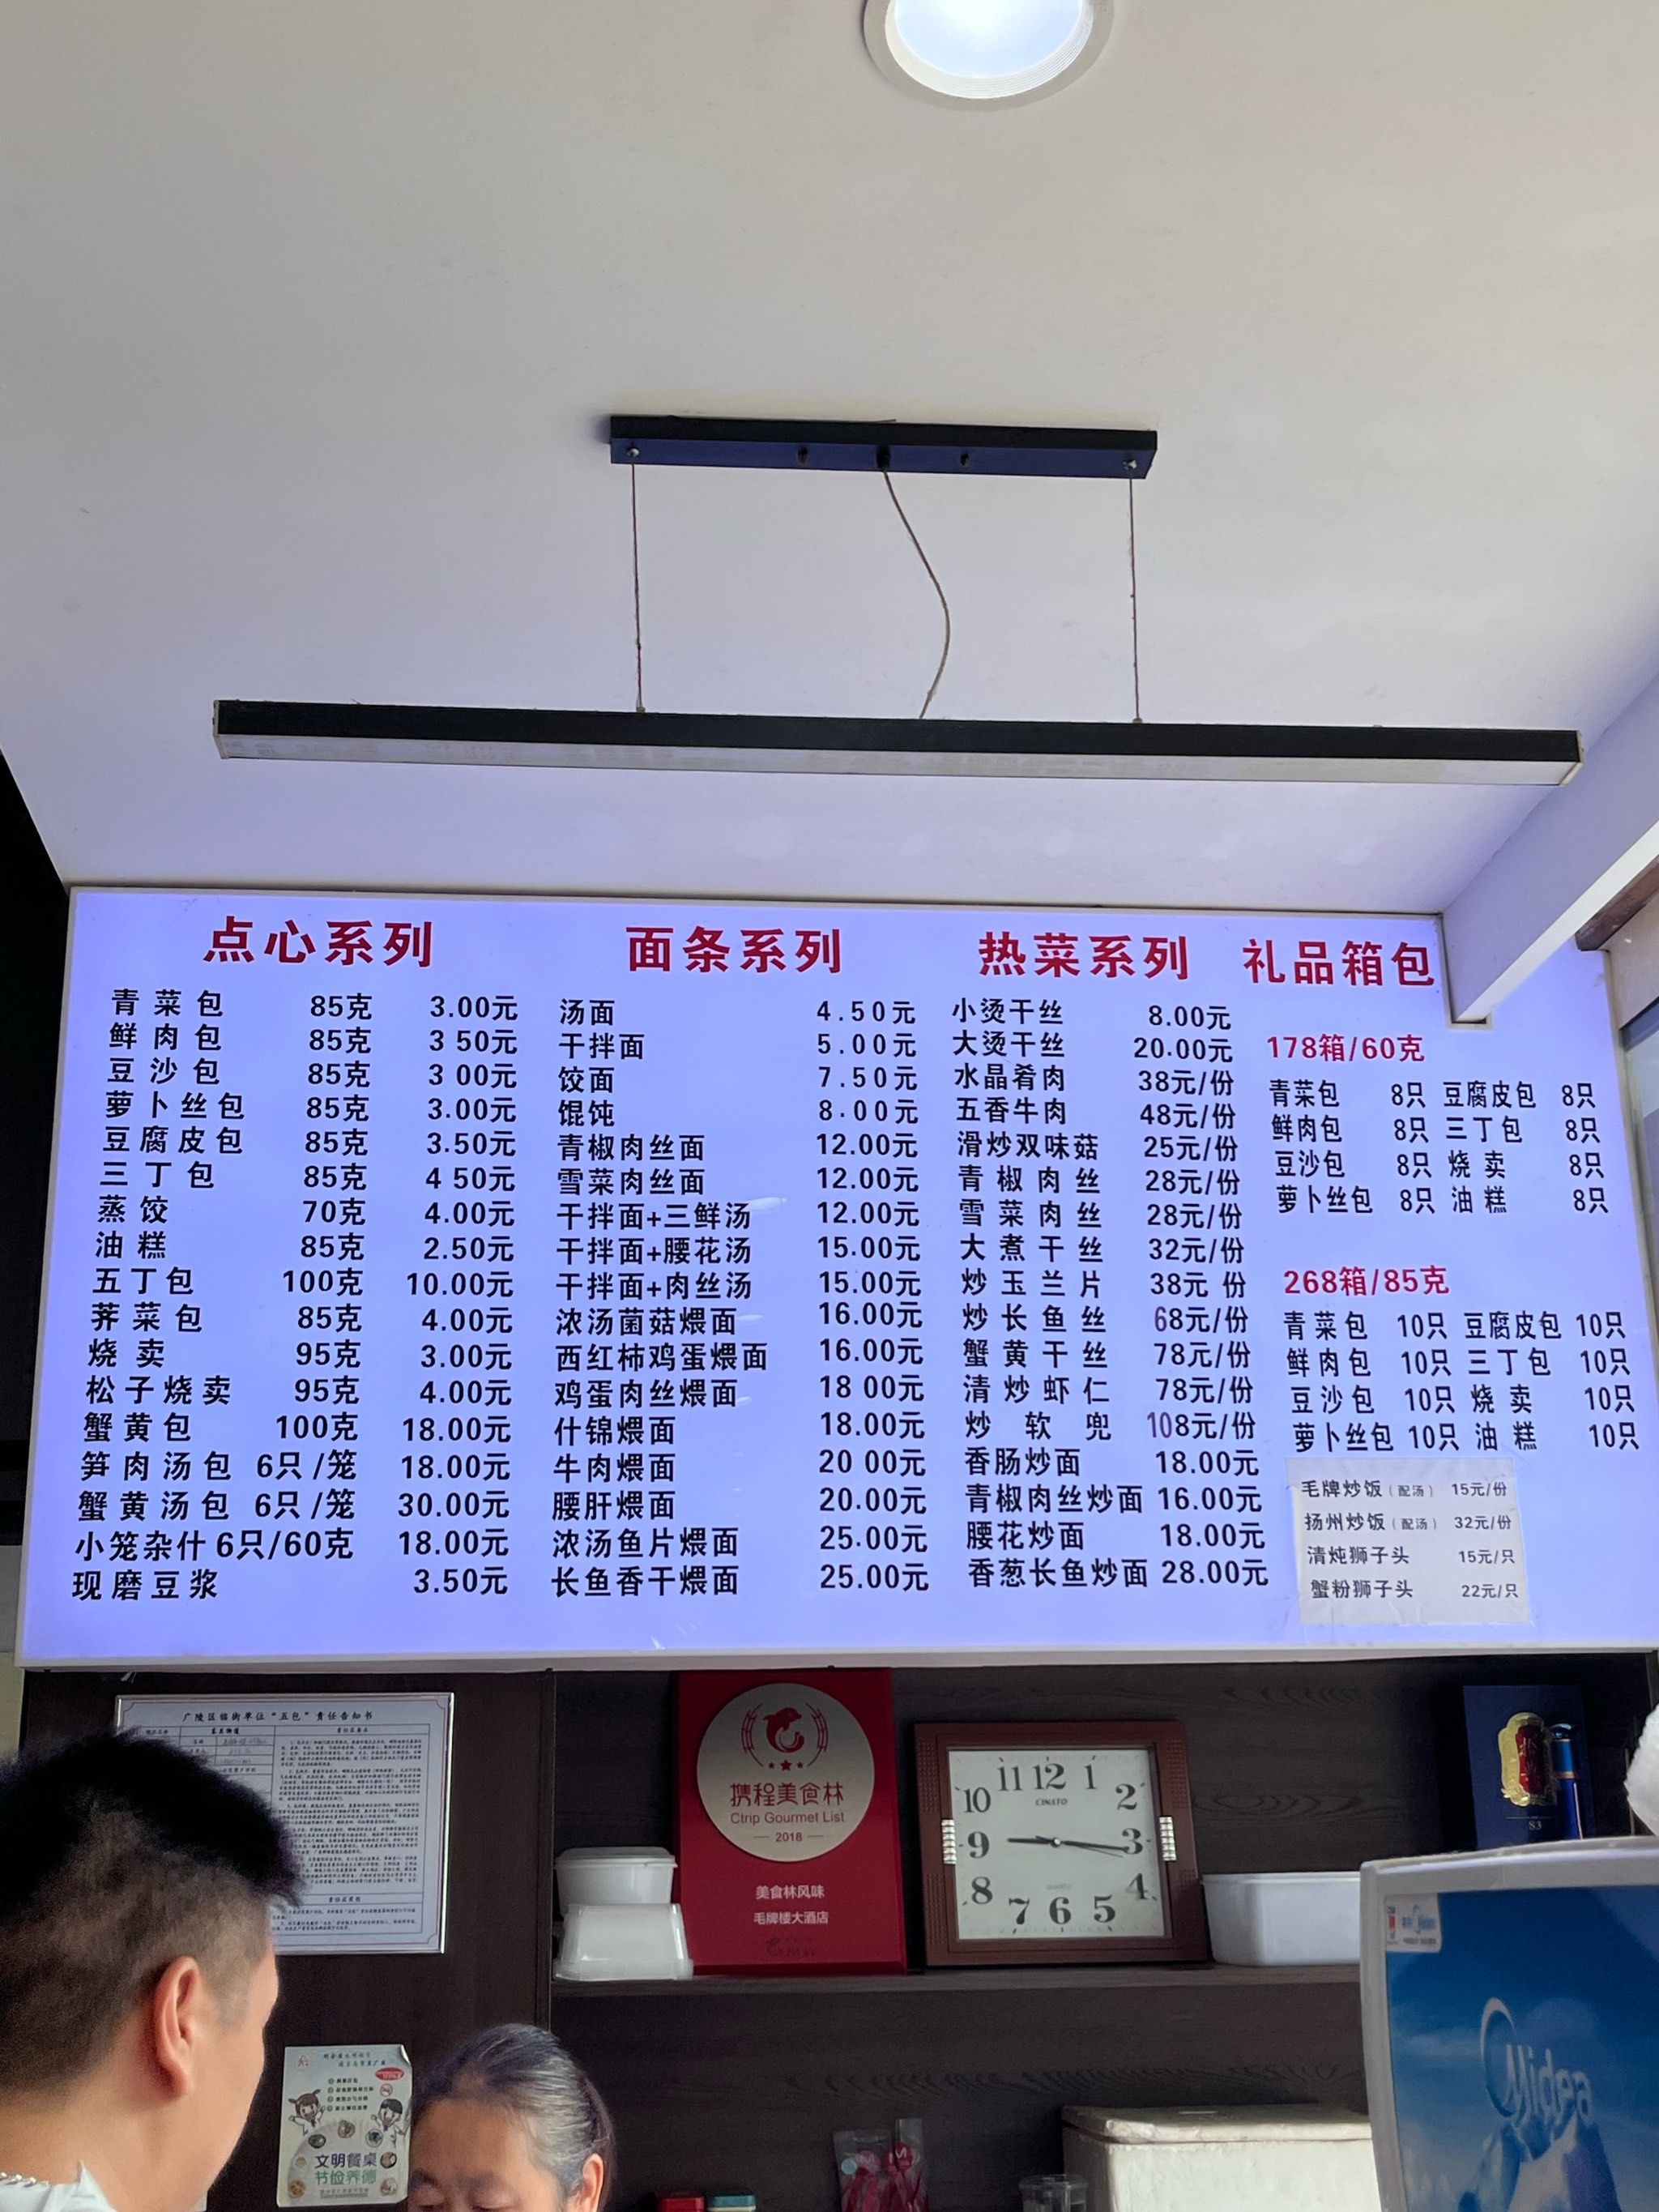 点心系列
青菜包 85克 3.00元
鲜肉包 85克 3 50元
豆沙包 85克 3 00元
萝卜丝包 85克 3.00元
豆腐皮包 85克 3.50元
三丁包 85克 4 50元
蒸饺 70克 4.00元
油糕 85克 2.50元
五丁包 100克 10.00元
荠菜包 85克 4.00元
烧卖 95克 3.00元
松子烧卖 95克 4.00元
蟹黄包 100克 18.00元
笋肉汤包 6只/笼 18.00元
蟹黄汤包 6只/笼 30.00元
小笼杂什 6只/60克 18.00元
现磨豆浆 3.50元
面条系列
汤面 4.50元
干拌面 5.00元
饺面 7.50元
馄饨 8.00元
青椒肉丝面 12.00元
雪菜肉丝面 12.00元
干拌面+三鲜汤 12.00元
干拌面+腰花汤 15.00元
干拌面+肉丝汤 15.00元
浓汤菌菇煨面 16.00元
西红柿鸡蛋煨面 16.00元
鸡蛋肉丝煨面 18 00元
什锦煨面 18.00元
牛肉煨面 20 00元
腰肝煨面 20.00元
浓汤鱼片煨面 25.00元
长鱼香干煨面 25.00元
热菜系列
小烫干丝 8.00元
大烫干丝 20.00元
水晶肴肉 38元/份
五香牛肉 48元/份
滑炒双味菇 25元/份
青椒肉丝 28元/份
雪菜肉丝 28元/份
大煮干丝 32元/份
炒玉兰片 38元 份
炒长鱼丝 68元/份
蟹黄干丝 78元/份
清炒虾仁 78元/份
炒软兜 108元/份
香肠炒面 18.00元
青椒肉丝炒面 16.00元
腰花炒面 18.00元
香葱长鱼炒面 28.00元
礼品箱包
178箱/60克
青菜包 8只 豆腐皮包 8只
鲜肉包 8只 三丁包 8只
豆沙包 8只 烧卖 8只
萝卜丝包 8只 油糕 8只
268箱/85克
青菜包 10只 豆腐皮包 10只
鲜肉包 10只 三丁包 10只
豆沙包 10只 烧卖 10只
萝卜丝包 10只 油糕 10只
毛牌炒饭（配汤） 15元/份
扬州炒饭（配汤） 32元/份
清炖狮子头 15元/只
蟹粉狮子头 22元/只
广陵区临街单位“五包”责任告知书
携程美食林
Ctrip Gourmet List
2018
美食林风味
毛牌楼大酒店
11 12 1
10 2
9 3
8 4
7 6 5
53
Midea
文明餐桌
节俭养德